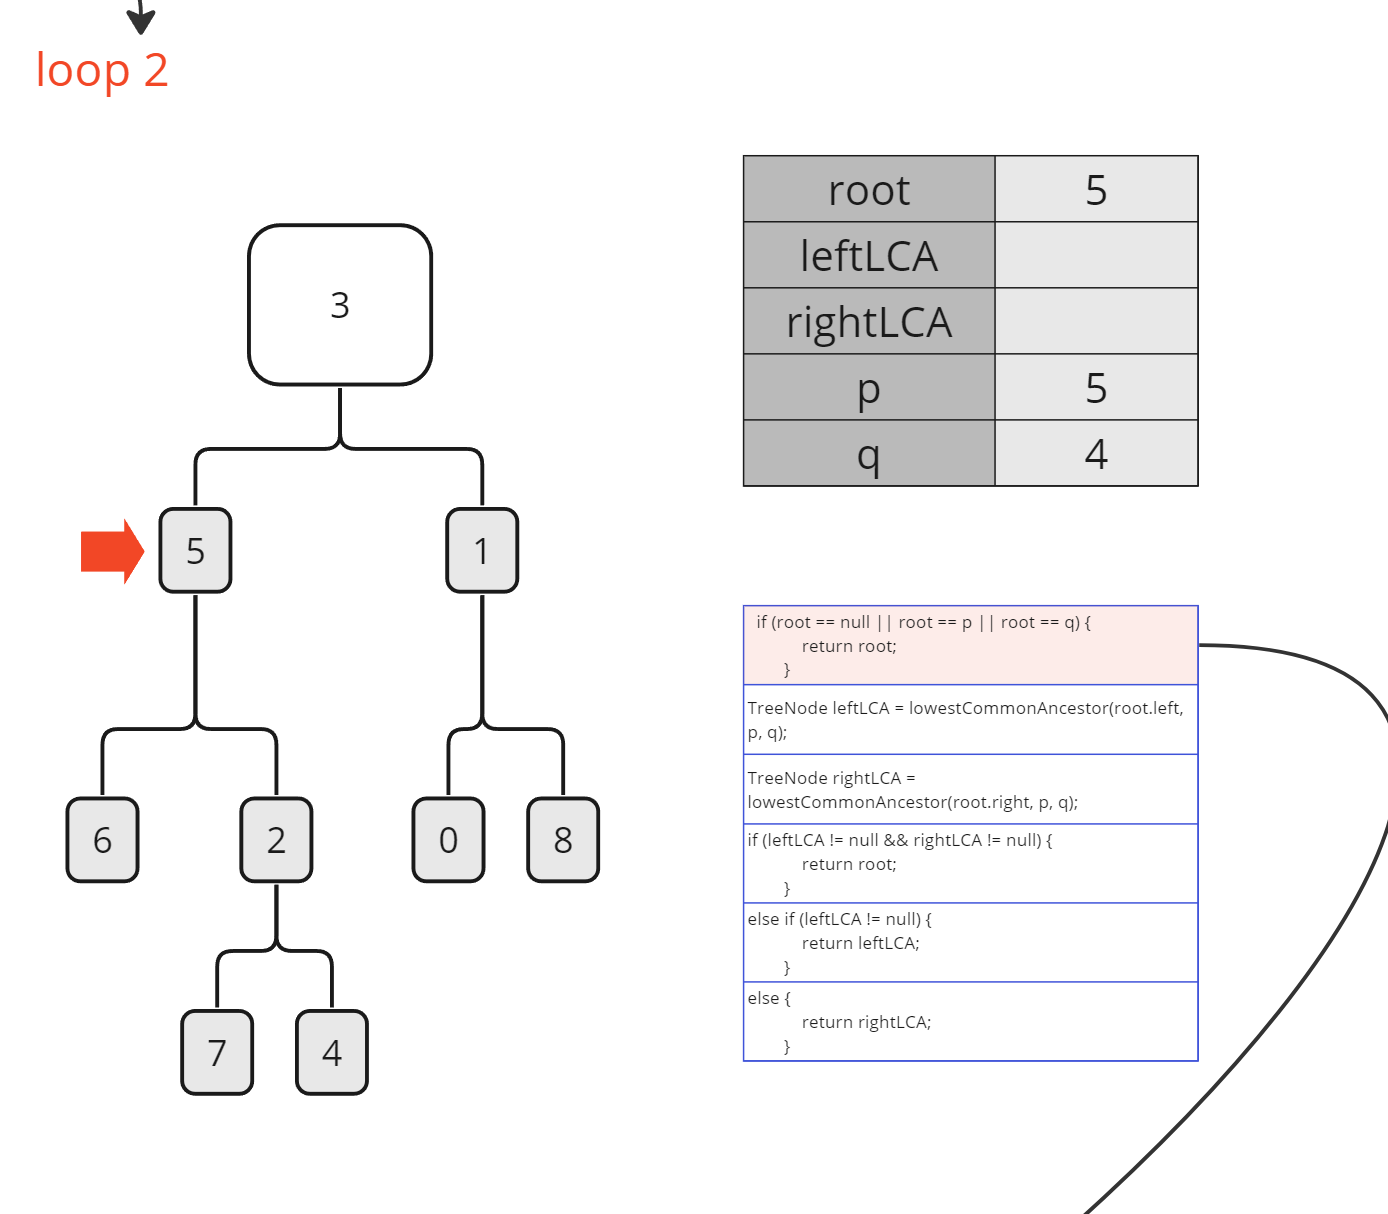 loop 2
3
5
1
6
2
0
8
7
4
root 5
leftLCA
rightLCA
p 5
q 4
if (root == null || root == p || root == q) {
return root;
}
TreeNode leftLCA = lowestCommonAncestor(root.left,
p, q);
TreeNode rightLCA =
lowestCommonAncestor(root.right, p, q);
if (leftLCA != null && rightLCA != null) {
return root;
}
else if (leftLCA != null) {
return leftLCA;
}
else {
return rightLCA;
}